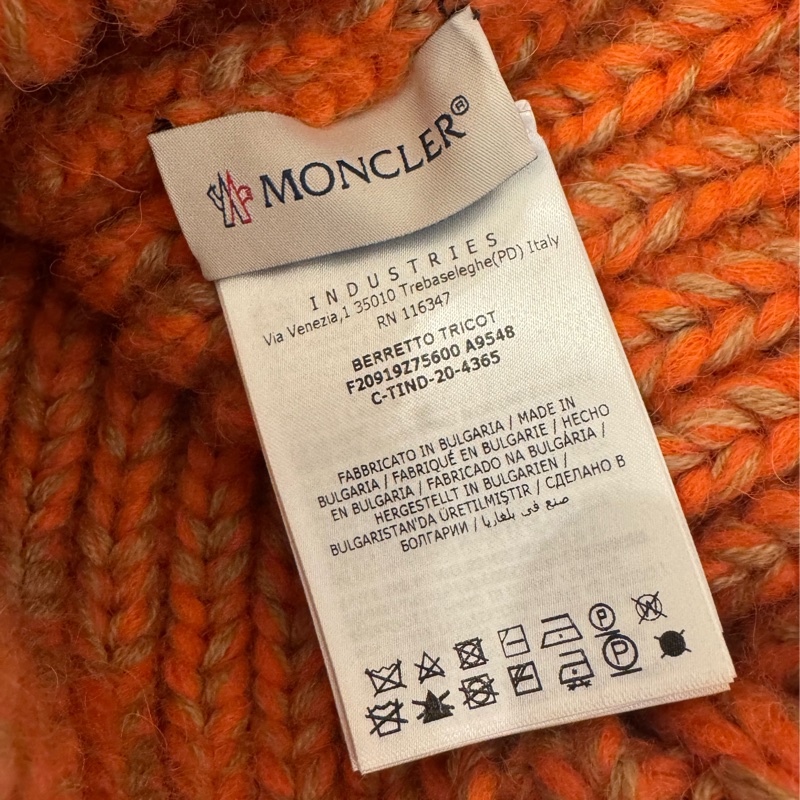 MONCLER®
INDUSTRIES
Via Venezia,1 35010 Trebaseleghe(PD) Italy
RN 116347
BERRETTO TRICOT
F20919Z75600 A9548
C-TIND-20-4365
FABBRICATO IN BULGARIA / MADE IN
BULGARIA / FABRIQUÉ EN BULGARIE / HECHO
EN BULGARIA / FABRICADO NA BULGÁRIA /
HERGESTELLT IN BULGARIEN /
BULGARISTAN'DA ÜRETILMIŞTIR / СДЕЛАНО В
БОЛГАРИИ / صنع في بلغاريا
P W
P